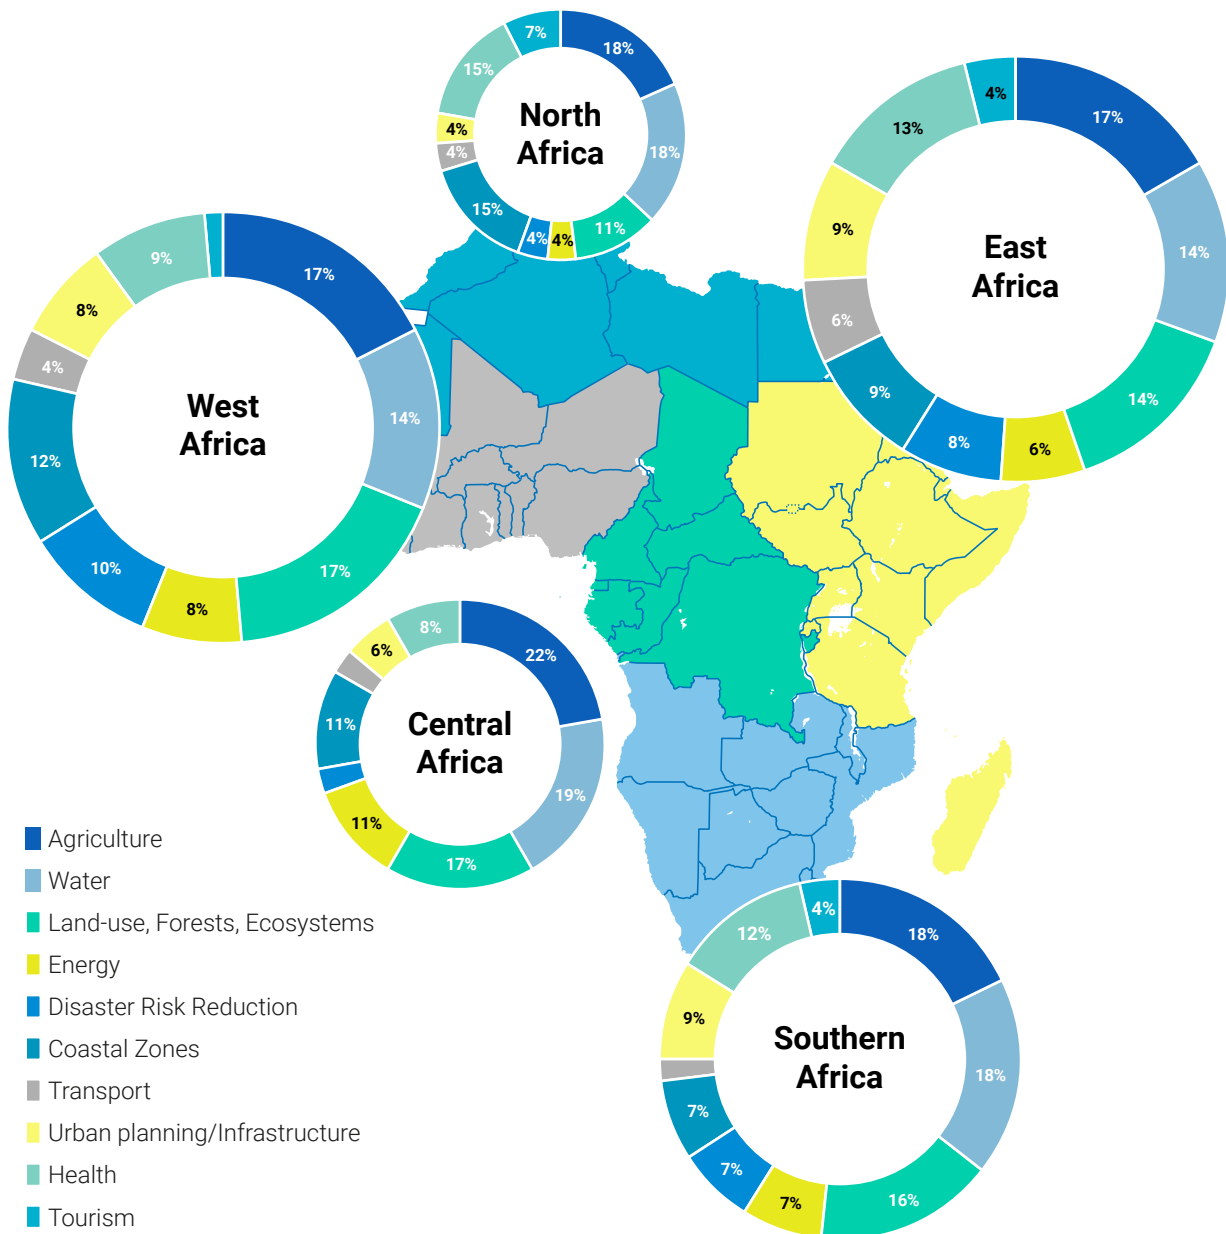 North
Africa
18%
18%
11%
4%
4%
15%
4%
4%
15%
7%
East
Africa
17%
14%
14%
6%
8%
9%
6%
9%
13%
4%
West
Africa
17%
14%
17%
8%
10%
12%
4%
8%
9%
Central
Africa
22%
19%
17%
11%
11%
6%
8%
Southern
Africa
18%
18%
16%
7%
7%
7%
9%
12%
4%
Agriculture
Water
Land-use, Forests, Ecosystems
Energy
Disaster Risk Reduction
Coastal Zones
Transport
Urban planning/Infrastructure
Health
Tourism